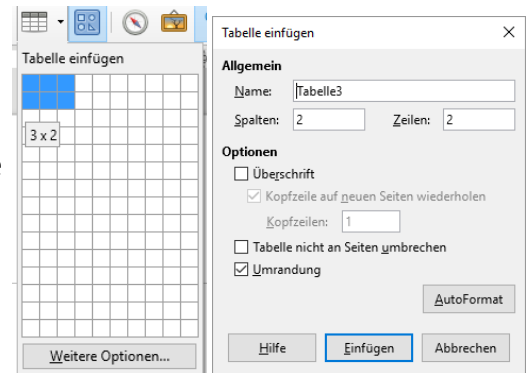 Tabelle einfügen
3 x 2
Weitere Optionen...
Tabelle einfügen
Allgemein
Name: Tabelle3
Spalten: 2 Zeilen: 2
Optionen
Überschrift
Kopfzeile auf neuen Seiten wiederholen
Kopfzeilen: 1
Tabelle nicht an Seiten umbrechen
Umrandung
AutoFormat
Hilfe Einfügen Abbrechen